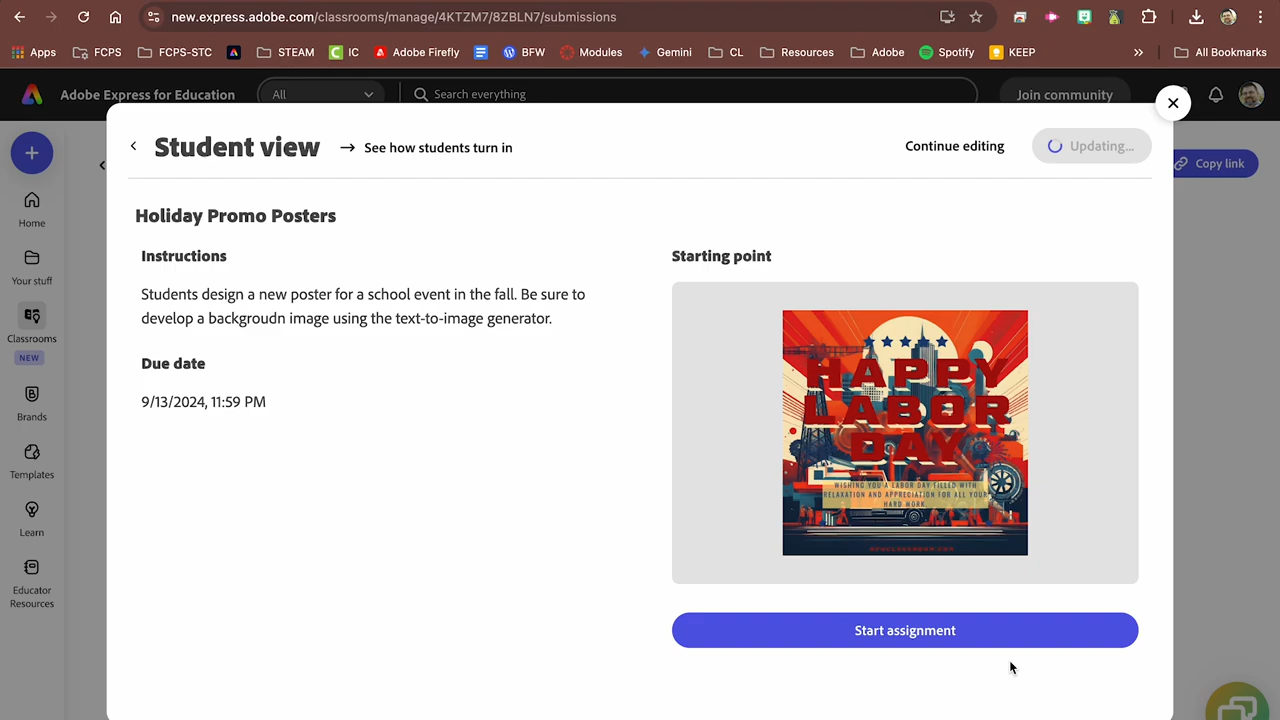 new.express.adobe.com/classrooms/manage/4KTZM7/8ZBLN7/submissions
Apps FCPS FCPS-STC STEAM IC Adobe Firefly BFW Modules Gemini CL Resources Adobe Spotify KEEP » All Bookmarks
Adobe Express for Education All Search everything Join community
Student view → See how students turn in Continue editing Updating...
Copy link
Holiday Promo Posters
Instructions
Students design a new poster for a school event in the fall. Be sure to
develop a backgroudn image using the text-to-image generator.
Due date
9/13/2024, 11:59 PM
Starting point
HAPPY
LABOR
DAY
WISHING YOU A LABOR DAY FILLED WITH
RELAXATION AND APPRECIATION FOR ALL YOUR
HARD WORK.
Start assignment
Home
Your stuff
Classrooms
NEW
Brands
Templates
Learn
Educator
Resources